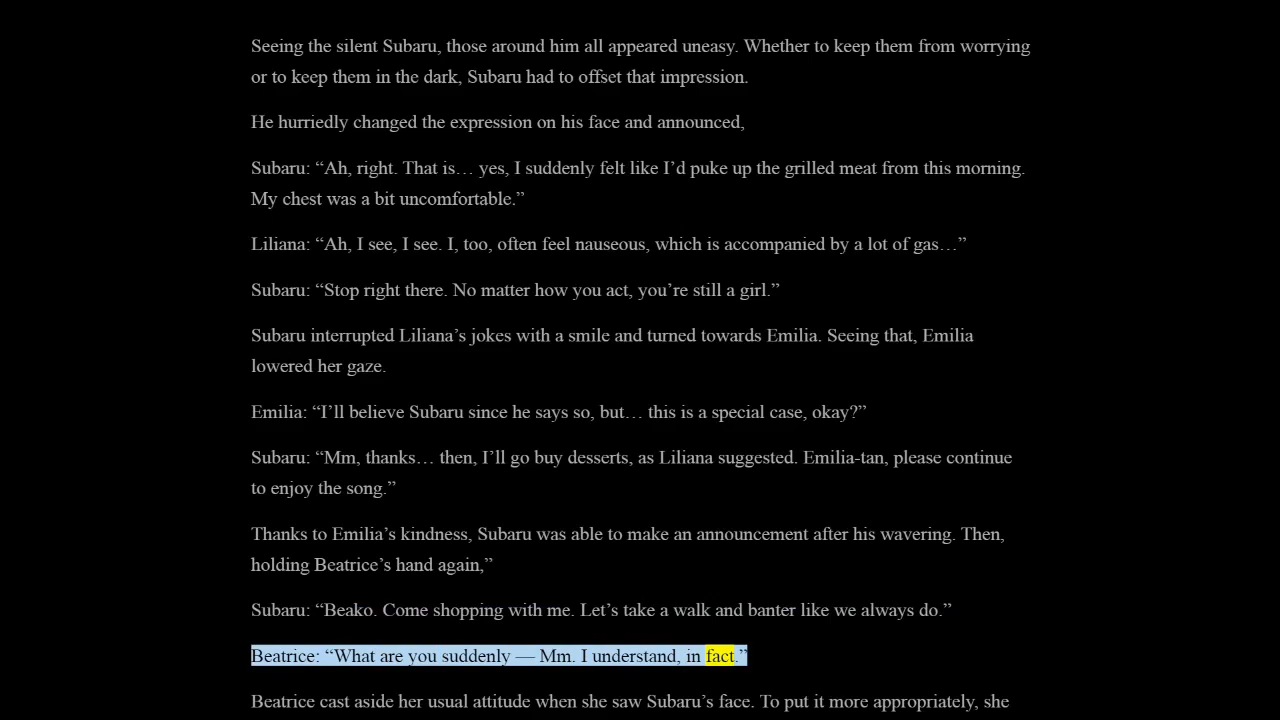 Seeing the silent Subaru, those around him all appeared uneasy. Whether to keep them from worrying
or to keep them in the dark, Subaru had to offset that impression.
He hurriedly changed the expression on his face and announced,
Subaru: “Ah, right. That is… yes, I suddenly felt like I’d puke up the grilled meat from this morning.
My chest was a bit uncomfortable.”
Liliana: “Ah, I see, I see. I, too, often feel nauseous, which is accompanied by a lot of gas…”
Subaru: “Stop right there. No matter how you act, you’re still a girl.”
Subaru interrupted Liliana’s jokes with a smile and turned towards Emilia. Seeing that, Emilia
lowered her gaze.
Emilia: “I’ll believe Subaru since he says so, but… this is a special case, okay?”
Subaru: “Mm, thanks… then, I’ll go buy desserts, as Liliana suggested. Emilia-tan, please continue
to enjoy the song.”
Thanks to Emilia’s kindness, Subaru was able to make an announcement after his wavering. Then,
holding Beatrice’s hand again,”
Subaru: “Beako. Come shopping with me. Let’s take a walk and banter like we always do.”
Beatrice: “What are you suddenly — Mm. I understand, in fact.”
Beatrice cast aside her usual attitude when she saw Subaru’s face. To put it more appropriately, she